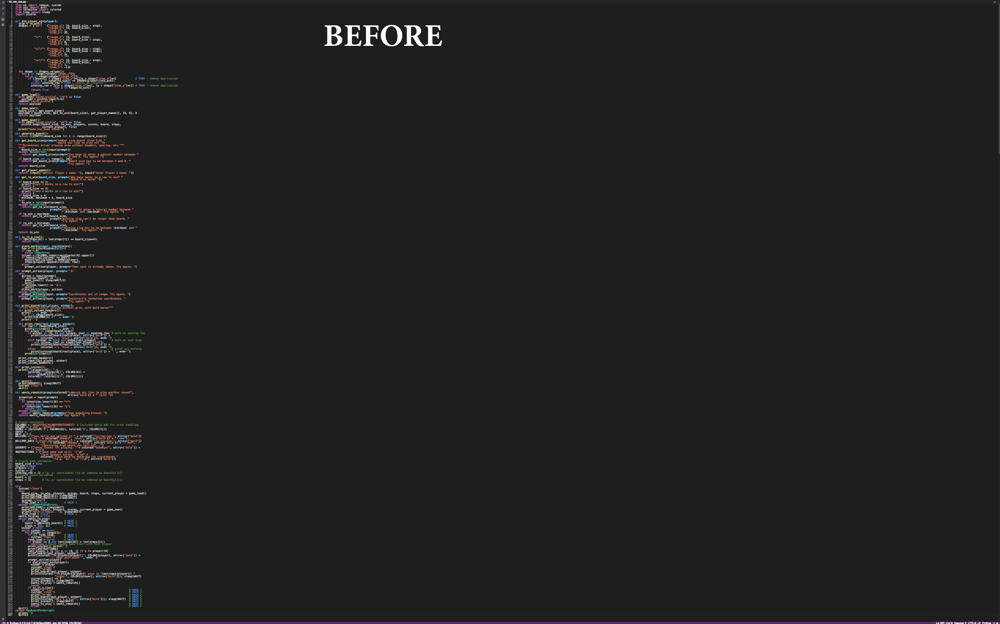 tic_tac_toe.py
BEFORE
from os import remove, system
from sys import exit
from termcolor import colored
from time import sleep
import pickle
def did_player_win(player):
stop = to_win-1
shapes = {"ud": {"range_y": (0, board_size - stop),
"range_x": (0, board_size),
"step_y": 1,
"step_x": 0},
"lr": {"range_y": (0, board_size),
"range_x": (0, board_size - stop),
"step_y": 0,
"step_x": 1},
"ullr": {"range_y": (0, board_size - stop),
"range_x": (0, board_size - stop),
"step_y": 1,
"step_x": 1},
"urll": {"range_y": (0, board_size - stop),
"range_x": (2, board_size),
"step_y": 1,
"step_x": -1}}
for shape in shapes.values():
for y in range(*shape["range_y"]):
for x in range(*shape["range_x"]):
if ([board[y + shape["step_y"]*i][x + shape["step_x"]*i] # TODO - remove duplication
for i in range(to_win)] == [MARKS[player]]*to_win):
global winning_row # TODO - remove on refactor
winning_row = [((x + shape["step_x"]*i), (y + shape["step_y"]*i)) # TODO - remove duplication
for i in range(to_win)]
return True
def game_load():
with open("saved.pickle", "rb") as file:
payload = pickle.load(file)
remove("saved.pickle")
return payload
def game_new():
board_size = get_board_size()
payload = board_size, get_to_win(board_size), get_player_names(), [0, 0], 0
return payload
def game_save():
with open("saved.pickle", "wb") as file:
pickle.dump((board_size, to_win, players, scores, board, steps,
current_player), file)
print("Game has been saved.")
def generate_board():
return ([[EMPTY]*board_size for i in range(board_size)])
def get_board_size(prompt="\nWhat size board (from 3-9) "
"would you like to play on? "):
"""Determines actual playing area without headers, spacing, etc."""
try:
board_size = int(input(prompt))
except ValueError:
return get_board_size(prompt="You have to enter a natural number between "
"3 and 9. Try again: ")
if board_size not in range(3, 10):
return get_board_size(prompt="Board size has to be between 3 and 9. "
"Try again: ")
return board_size
def get_player_names():
return [input("\nEnter Player 1 name: "), input("Enter Player 2 name: ")]
def get_to_win(board_size, prompt="How many marks in a row to win? "
"(pick 4 or more) "):
if board_size == 3:
print("Place 3 marks in a row to win!")
return 3
if board_size == 4:
print("Place 4 marks in a row to win!")
return 4
if board_size > 4:
minimum, maximum = 4, board_size
try:
to_win = int(input(prompt))
except ValueError:
return get_to_win(board_size,
prompt="You have to enter a natural number between "
f"{minimum} and {maximum}. Try again: ")
if to_win > maximum:
return get_to_win(board_size,
prompt="Winning size can't be larger than board. "
"Try again: ")
if to_win < minimum:
return get_to_win(board_size,
prompt=f"Winning size has to be between {minimum} and "
f"{maximum}. Try again: ")
return to_win
def is_it_a_tie():
if len(steps[0]) + len(steps[1]) == board_size**2:
return True
def place_mark(player, coordinates):
row = int(coordinates[1:])-1
if row < 0:
raise IndexError
column = COLUMNS.index(coordinates[0].upper())
if board[row][column] == EMPTY:
board[row][column] = MARKS[player]
steps[player].append((column, row))
else:
prompt_action(player, prompt="That spot is already taken. Try again: ")
def prompt_action(player, prompt=''):
try:
action = input(prompt)
if action.lower() == 's':
game_save(); sleep(WAIT/2)
quit()
if action.lower() == 'q':
quit()
place_mark(player, action)
except IndexError:
prompt_action(player, prompt="Coordinates out of range. Try again: ")
except ValueError:
prompt_action(player, prompt="Incorrectly formatted coordinates. "
"Try again: ")
def print_board(last_player, winner):
"""v1: Minimalistic version without grid, with bold marks"""
def print_column_headers():
print(' ', end='')
for i in range(board_size):
print(COLUMNS[i] + ' ', end='')
print(' ')
def print_rows(last_player, winner):
for row in range(board_size):
print(str(row+1) + ' ', end='')
for place in range(board_size):
if winner in (0, 1) and (place, row) in winning_row: # mark as winning row
print(colored(board[row][place], attrs=['bold']) +
colored('←', 'blue', attrs=['bold']), end='')
elif (winner == None and steps[last_player] # mark as last step
and (place, row) == steps[last_player][-1]):
print(colored(board[row][place], attrs=['bold']) +
colored('←', 'blue', attrs=['bold']), end='')
else: # print w/o marking
print(colored(board[row][place], attrs=['bold']) + ' ', end='')
print(str(row+1))
print_column_headers()
print_rows(last_player, winner)
print_column_headers()
def print_scores():
print(f"{players[0]}: " +
colored(f"{scores[0]}", COLORS[0]) +
f" - {players[1]}: " +
colored(f"{scores[1]}", COLORS[1]))
def quit():
print(GOODBYE); sleep(WAIT)
system('clear')
exit()
def wants_rematch(prompt=colored("\nWould you like to play another round?",
attrs=['bold']) + " (y/n) "):
intention = input(prompt)
try:
if intention.lower()[0] == "n":
return False
if intention.lower()[0] == "y":
return True
except IndexError:
return wants_rematch(prompt="Type something please: ")
return wants_rematch(prompt="Say again? ")
# Create constants
COLUMNS = 'ABCDEFGHIJKLMNOPQRSTUVWXYZ' # Included whole ABC for error handling
COLORS = ['red', 'green']
MARKS = [colored('X', COLORS[0]), colored('O', COLORS[1])]
EMPTY = ' '
WAIT = 1.5
WELCOME = ("*** Hello and welcome to " + colored("Tic-tac-toe ", attrs=['bold'])
+ "by " + colored("2heads", 'blue', attrs=['bold']) + "! ***")
WELCOME_BACK = ["*** Welcome back to " + colored("Tic-tac-toe ", attrs=['bold'])
+ "by " + colored("2heads", 'blue', attrs=['bold']) + "! ***",
"Continuing from where you left off..."]
GOODBYE = ("\n*** Thanks for playing. " + colored("Goodbye!", attrs=['bold']) +
" ***")
INSTRUCTIONS = ("Save game and exit: 's'\n"
"Exit without saving: 'q'\n" +
colored("Place mark by entering its coordinates "
"(e.g. 'a1', 'c2'):\n", attrs=['bold']))
# Create game variables
board_size = None
to_win = None
players = []
scores = []
winning_row = [] # (x, y) coordinates (to be indexed as board[y][x])
# Create round variables
board = []
steps = [] # (x, y) coordinates (to be indexed as board[y][x])
try:
system('clear')
try:
board_size, to_win, players, scores, board, steps, current_player = game_load()
print(WELCOME_BACK[0]); sleep(WAIT)
print(WELCOME_BACK[1]); sleep(WAIT)
system('clear')
from_load = True # HACK 1
except FileNotFoundError:
print(WELCOME); sleep(WAIT)
board_size, to_win, players, scores, current_player = game_new()
print("\nLet's begin..."); sleep(WAIT)
from_load = False # HACK 1
wants_to_play = True
while wants_to_play:
if not from_load: # HACK 1
board = generate_board() # HACK 1
steps = [[], []] # HACK 1
winner = None
while winner == None:
for player in range(2):
if not from_load: # HACK 1
system('clear') # HACK 1
from_load = False # HACK 1
if player == 0 and len(steps[0]) > len(steps[1]):
continue # Makes loaded game start with next player
print_scores(); print('')
print(INSTRUCTIONS)
last_player = [x for x in (0, 1) if x != player][0]
print_board(last_player, winner)
print(colored(f"\n{players[player]}", COLORS[player], attrs=['bold']) +
", make your move: ", end='')
prompt_action(player)
if did_player_win(player):
winner = player
system('clear')
print('\n'*5)
print_board(last_player, winner)
print(colored(f"\n{players[player]} wins in {len(steps[player])} "
"steps!", COLORS[player], attrs=['bold'])); sleep(WAIT)
scores[player] += 1
print_scores(); sleep(WAIT)
wants_to_play = wants_rematch()
break
if is_it_a_tie():
winner = 'tie' # HACK 2
system('clear') # HACK 2
print('\n'*5) # HACK 2
print_board(last_player, winner) # HACK 2
print(colored("\nIt's a tie!", attrs=['bold'])); sleep(WAIT) # HACK 2
print_scores(); sleep(WAIT) # HACK 2
wants_to_play = wants_rematch() # HACK 2
break # HACK 2
quit()
except KeyboardInterrupt:
print('')
quit()
Python 3.7.0 (v3.7.0:1bf9cc5093, Jun 26 2018, 23:26:24)
Ln 267, Col 9 Spaces: 2 UTF-8 LF Python